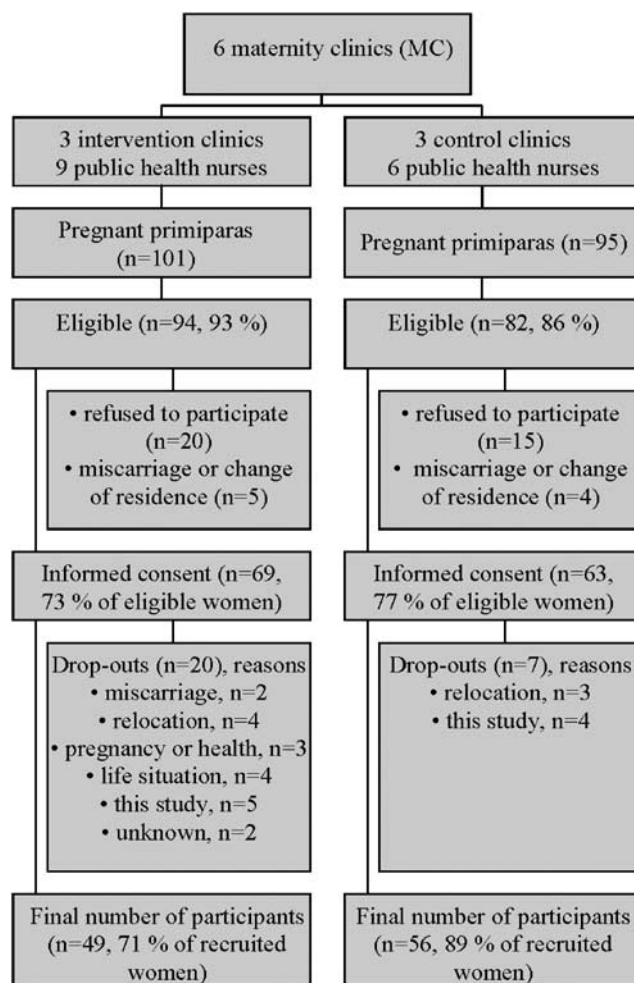 6 maternity clinics (MC)
3 intervention clinics
9 public health nurses
Pregnant primiparas
(n=101)
Eligible (n=94, 93 %)
• refused to participate
(n=20)
• miscarriage or change
of residence (n=5)
Informed consent (n=69,
73 % of eligible women)
Drop-outs (n=20), reasons
• miscarriage, n=2
• relocation, n=4
• pregnancy or health, n=3
• life situation, n=4
• this study, n=5
• unknown, n=2
Final number of participants
(n=49, 71 % of recruited
women)
3 control clinics
6 public health nurses
Pregnant primiparas (n=95)
Eligible (n=82, 86 %)
• refused to participate
(n=15)
• miscarriage or change
of residence (n=4)
Informed consent (n=63,
77 % of eligible women)
Drop-outs (n=7), reasons
• relocation, n=3
• this study, n=4
Final number of participants
(n=56, 89 % of recruited
women)